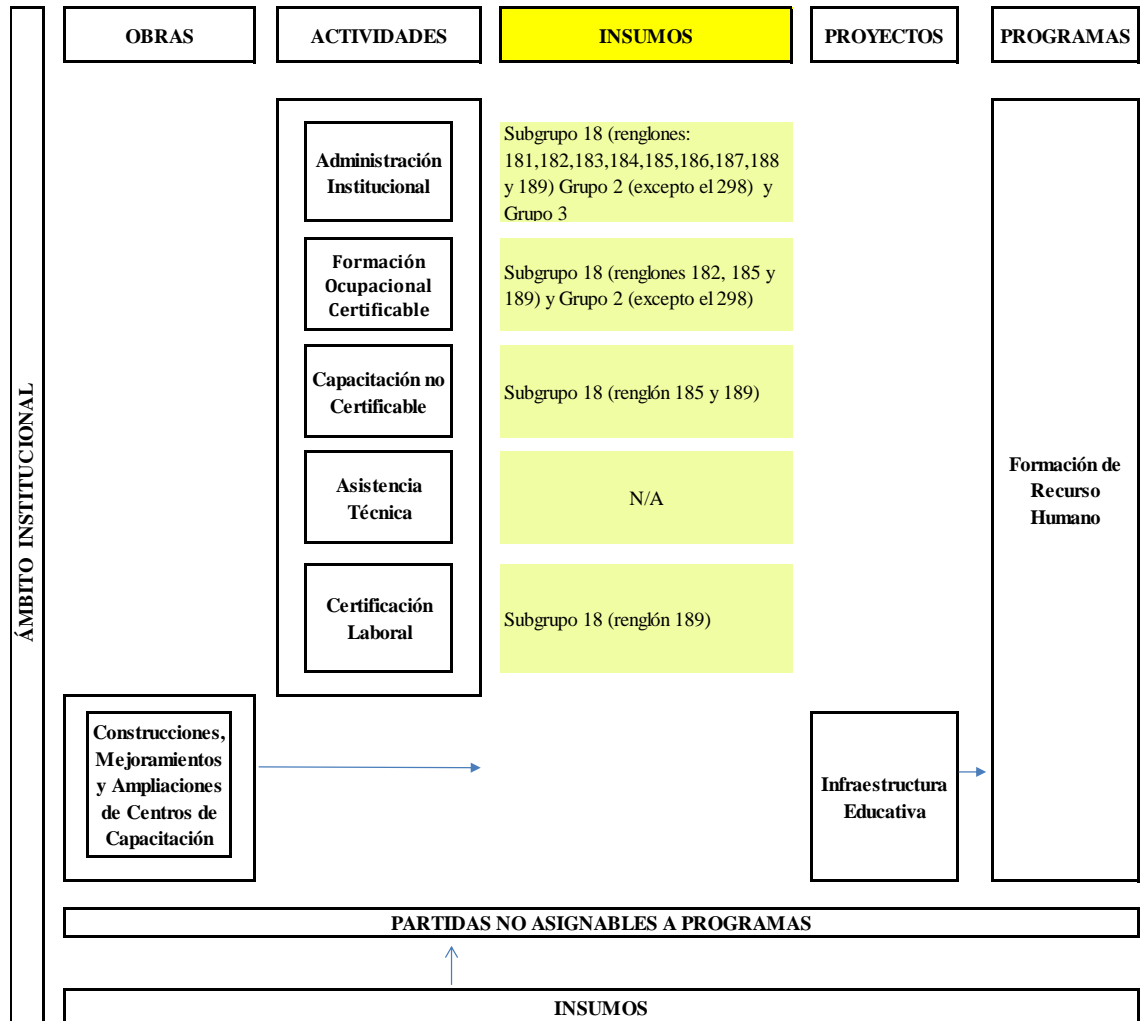 OBRAS
ACTIVIDADES
INSUMOS
PROYECTOS
PROGRAMAS
ÁMBITO INSTITUCIONAL
Administración
Institucional
Subgrupo 18 (renglones:
181,182,183,184,185,186,187,188
y 189) Grupo 2 (excepto el 298) y
Grupo 3
Formación
Ocupacional
Certificable
Subgrupo 18 (renglones 182, 185 y
189) y Grupo 2 (excepto el 298)
Capacitación no
Certificable
Subgrupo 18 (renglón 185 y 189)
Asistencia
Técnica
N/A
Certificación
Laboral
Subgrupo 18 (renglón 189)
Formación de
Recurso
Humano
Construcciones,
Mejoramientos
y Ampliaciones
de Centros de
Capacitación
Infraestructura
Educativa
PARTIDAS NO ASIGNABLES A PROGRAMAS
INSUMOS